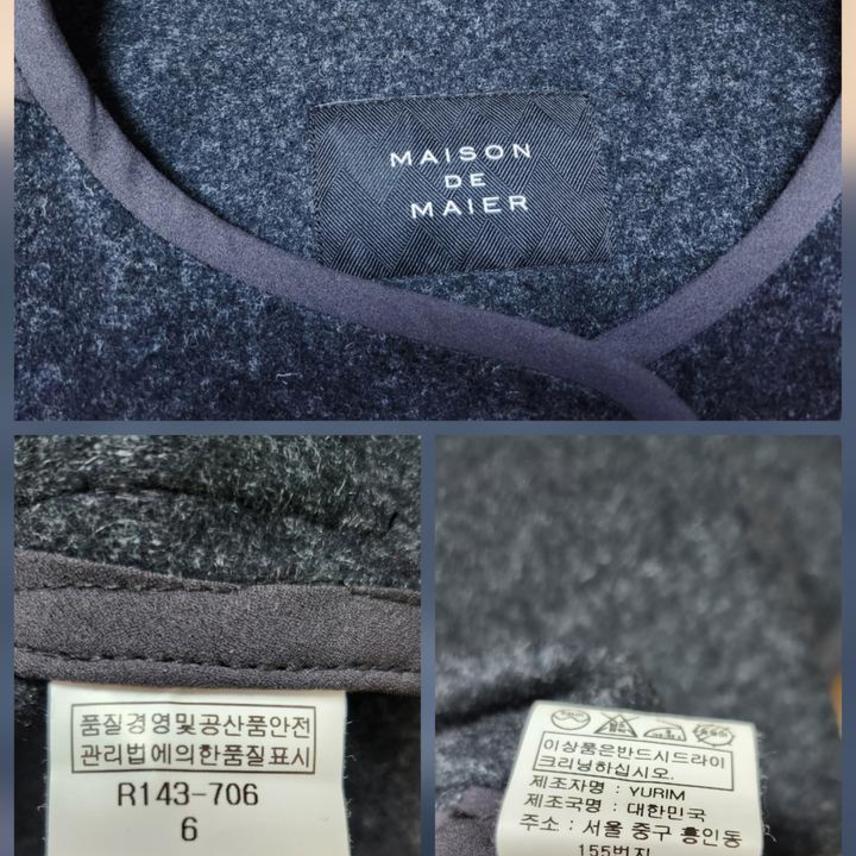 MAISON
DE
MAIER
품질경영및공산품안전
관리법에의한품질표시
R143-706
6
이상품은반드시드라이
크리닝하십시오.
제조자명 : YURIM
제조국명 : 대한민국
주소 : 서울 중구 흥인동
155번지